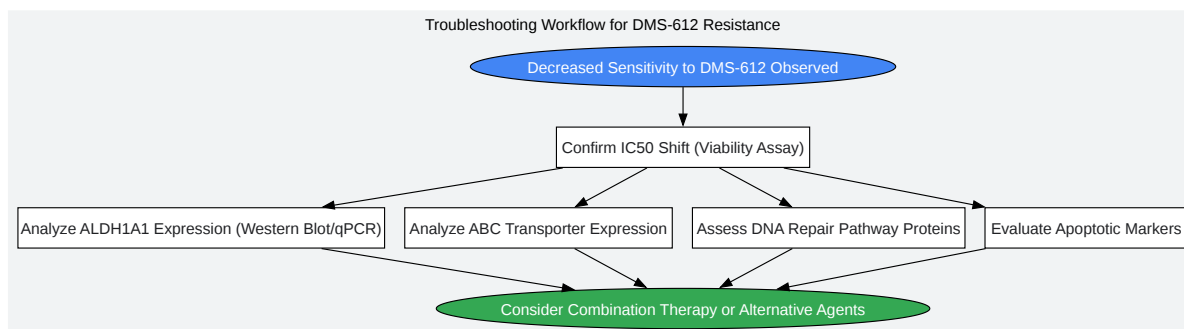 Troubleshooting Workflow for DMS-612 Resistance
Decreased Sensitivity to DMS-612 Observed
Confirm IC50 Shift (Viability Assay)
Analyze ALDH1A1 Expression (Western Blot/qPCR)
Analyze ABC Transporter Expression
Assess DNA Repair Pathway Proteins
Evaluate Apoptotic Markers
Consider Combination Therapy or Alternative Agents